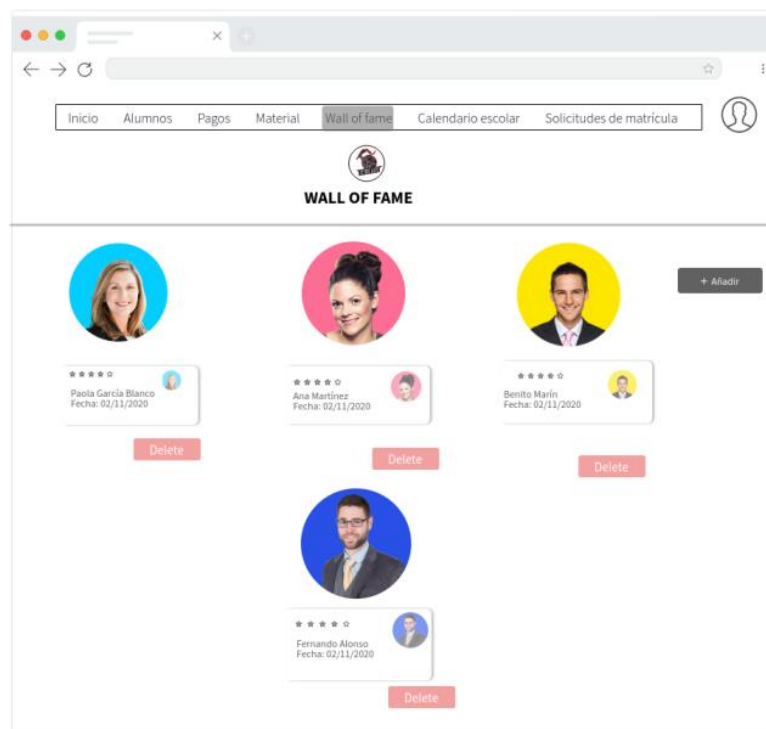 Inicio Alumnos Pagos Material Wall of fame Calendario escolar Solicitudes de matrícula
WALL OF FAME
+ Añadir
Paola García Blanco
Fecha: 02/11/2020
Delete
Ana Martínez
Fecha: 02/11/2020
Delete
Benito Marín
Fecha: 02/11/2020
Delete
Fernando Alonso
Fecha: 02/11/2020
Delete